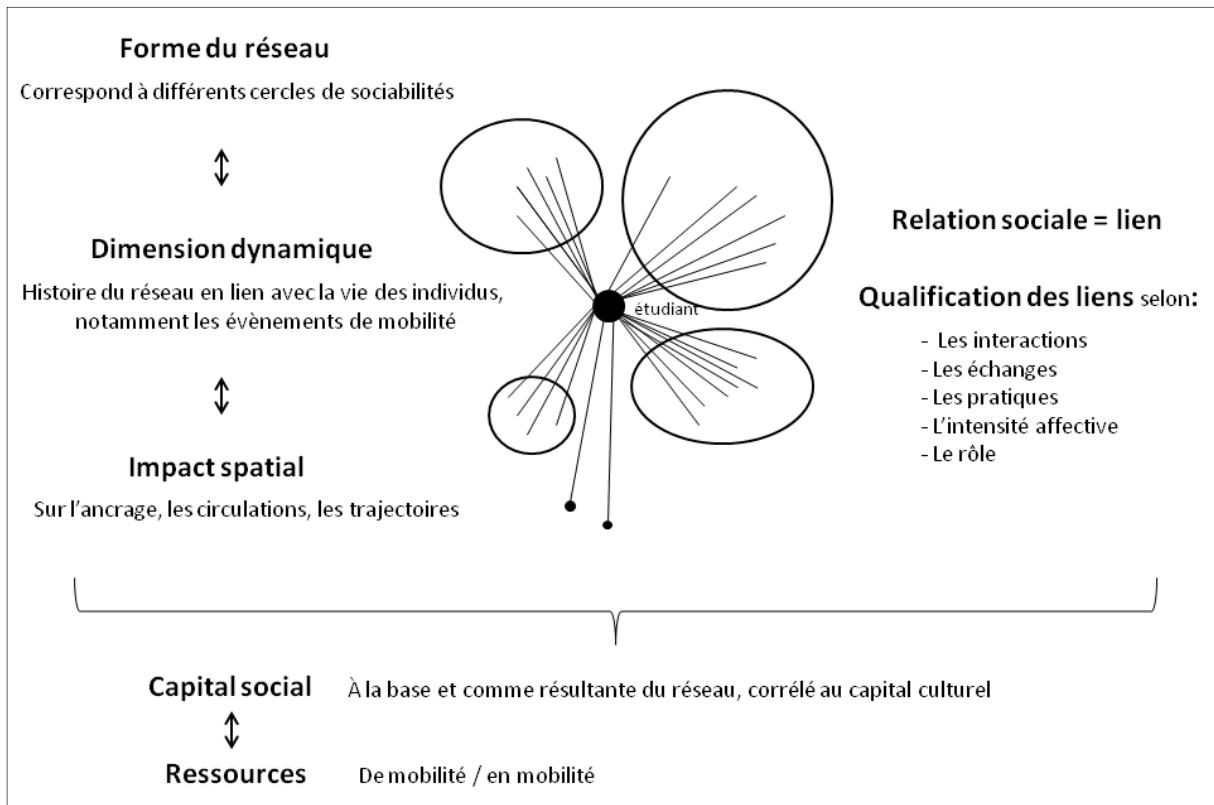 Forme du réseau
Correspond à différents cercles de sociabilités
Dimension dynamique
Histoire du réseau en lien avec la vie des individus,
notamment les évènements de mobilité
Impact spatial
Sur l'ancrage, les circulations, les trajectoires
étudiant
Relation sociale = lien
Qualification des liens selon:
- Les interactions
- Les échanges
- Les pratiques
- L'intensité affective
- Le rôle
Capital social À la base et comme résultante du réseau, corrélé au capital culturel
Ressources De mobilité / en mobilité